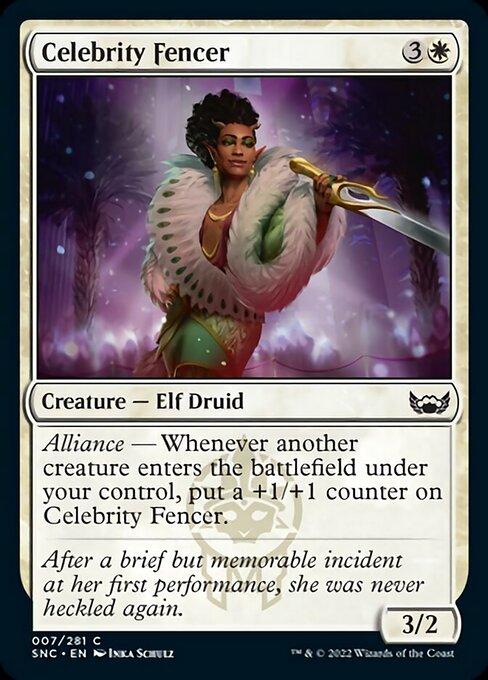 Celebrity Fencer 3
Creature — Elf Druid
Alliance — Whenever another
creature enters the battlefield under
your control, put a +1/+1 counter on
Celebrity Fencer.
After a brief but memorable incident
at her first performance, she was never
heckled again.
3/2
007/281 C
SNC • EN Inka Schulz
™ & © 2022 Wizards of the Coast